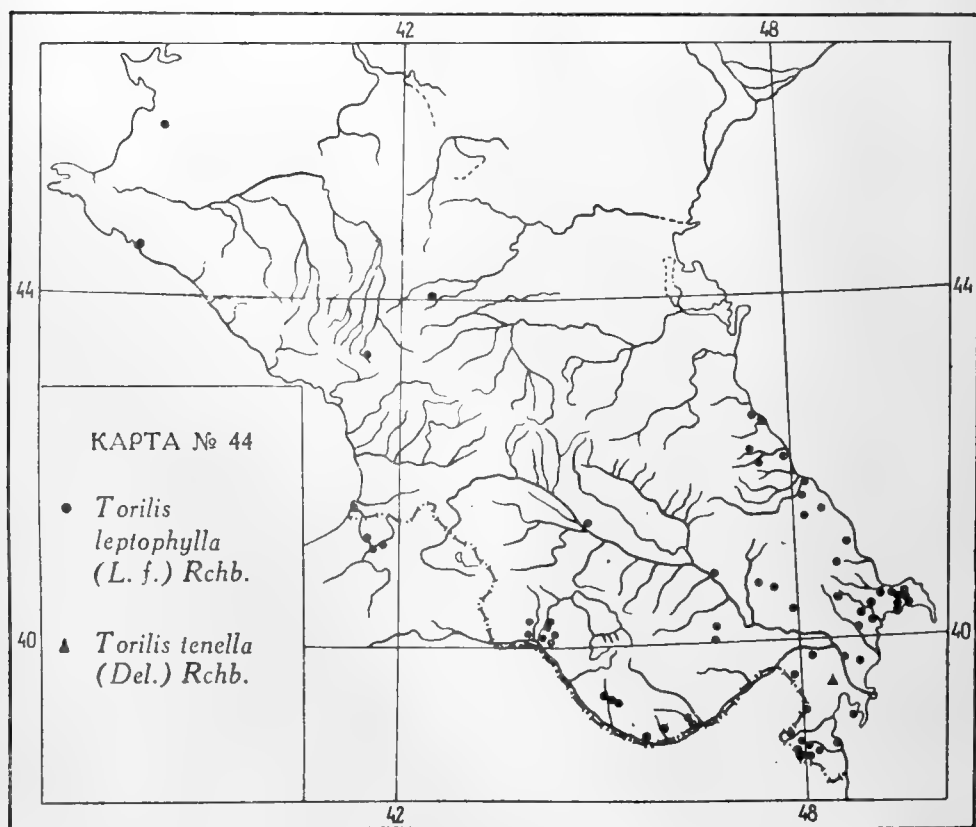 42 48
44 44
КАРТА № 44
● Torilis
leptophylla
(L. f.) Rchb.
▲ Torilis tenella
(Del.) Rchb.
40 40
42 48